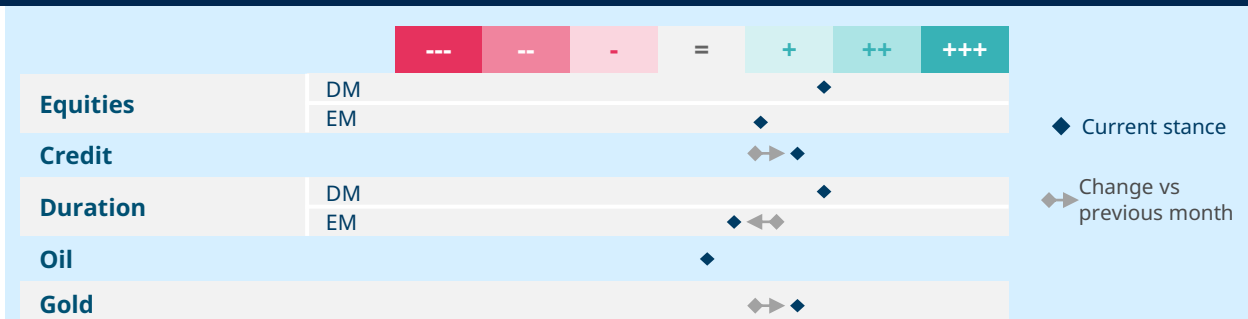 --- -- - = + ++ +++
Equities
DM
EM
Credit
Duration
DM
EM
Oil
Gold
Current stance
Change vs
previous month